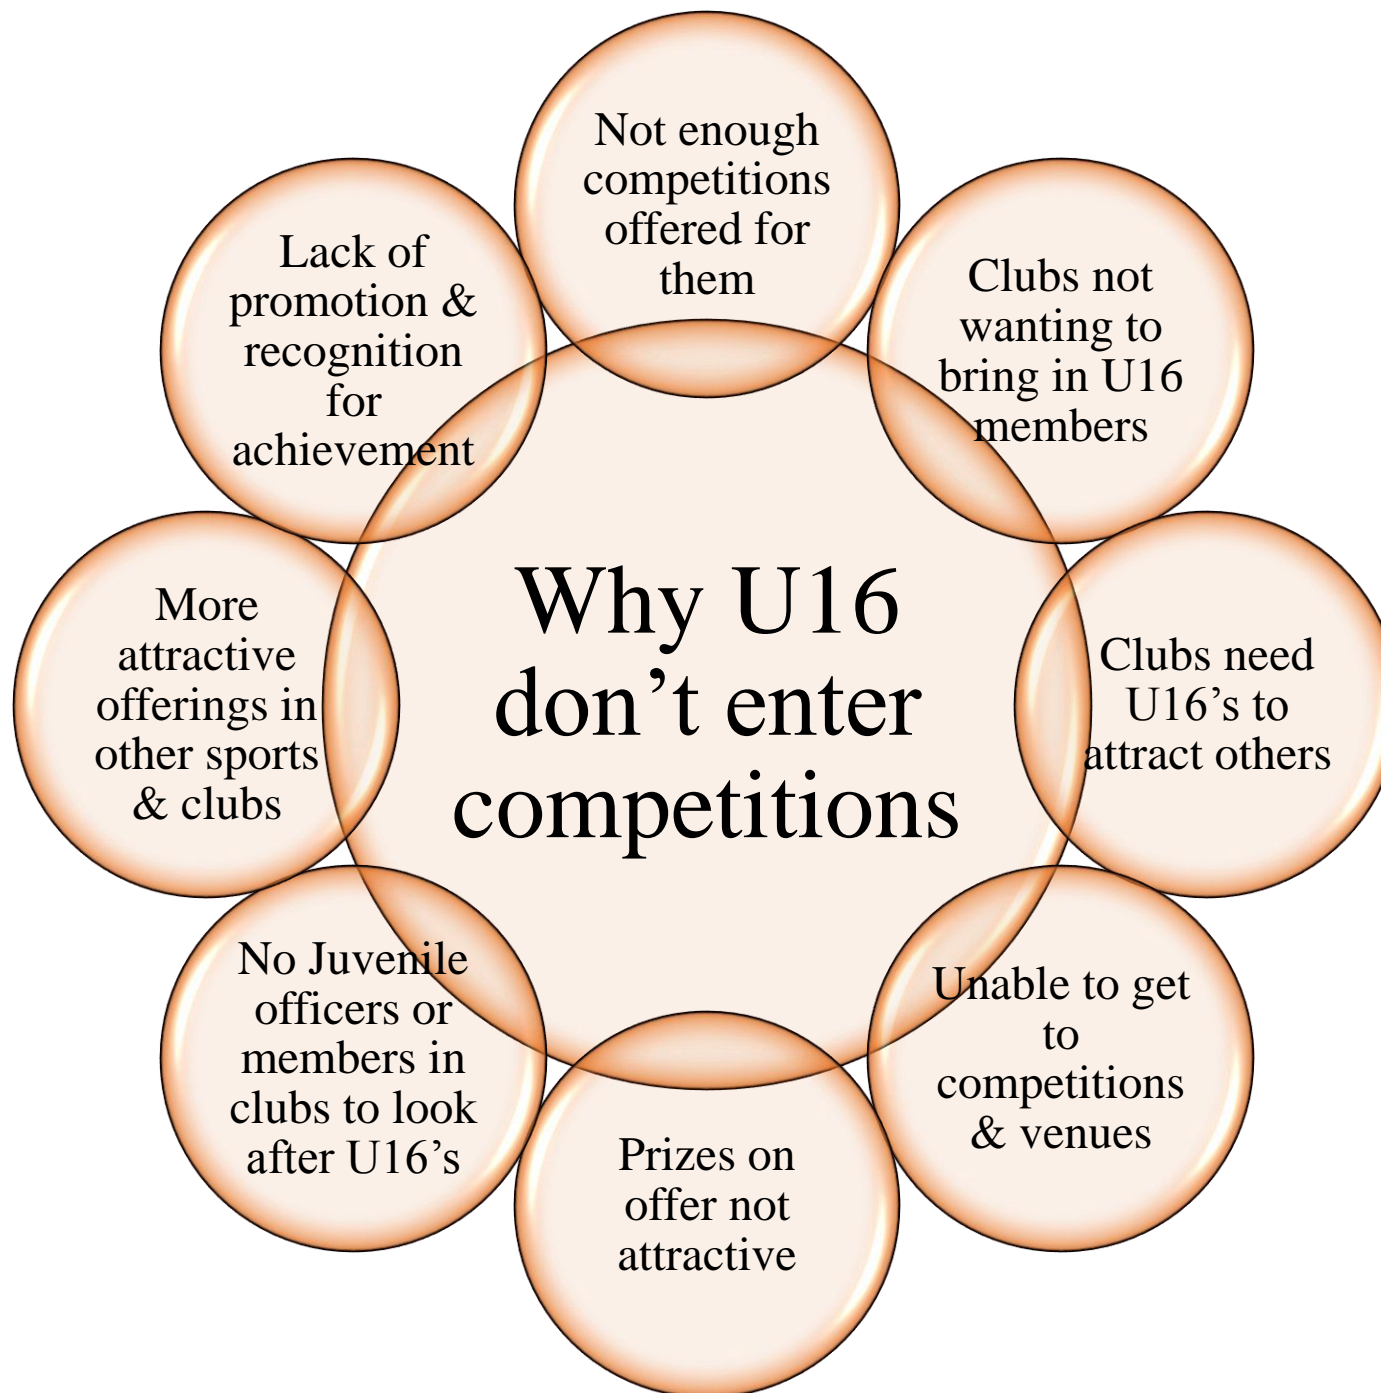 Not enough
competitions
offered for
them
Clubs not
wanting to
bring in U16
members
Clubs need
U16’s to
attract others
Unable to get
to
competitions
& venues
Prizes on
offer not
attractive
No Juvenile
officers or
members in
clubs to look
after U16’s
More
attractive
offerings in
other sports
& clubs
Lack of
promotion &
recognition
for
achievement
Why U16
don’t enter
competitions